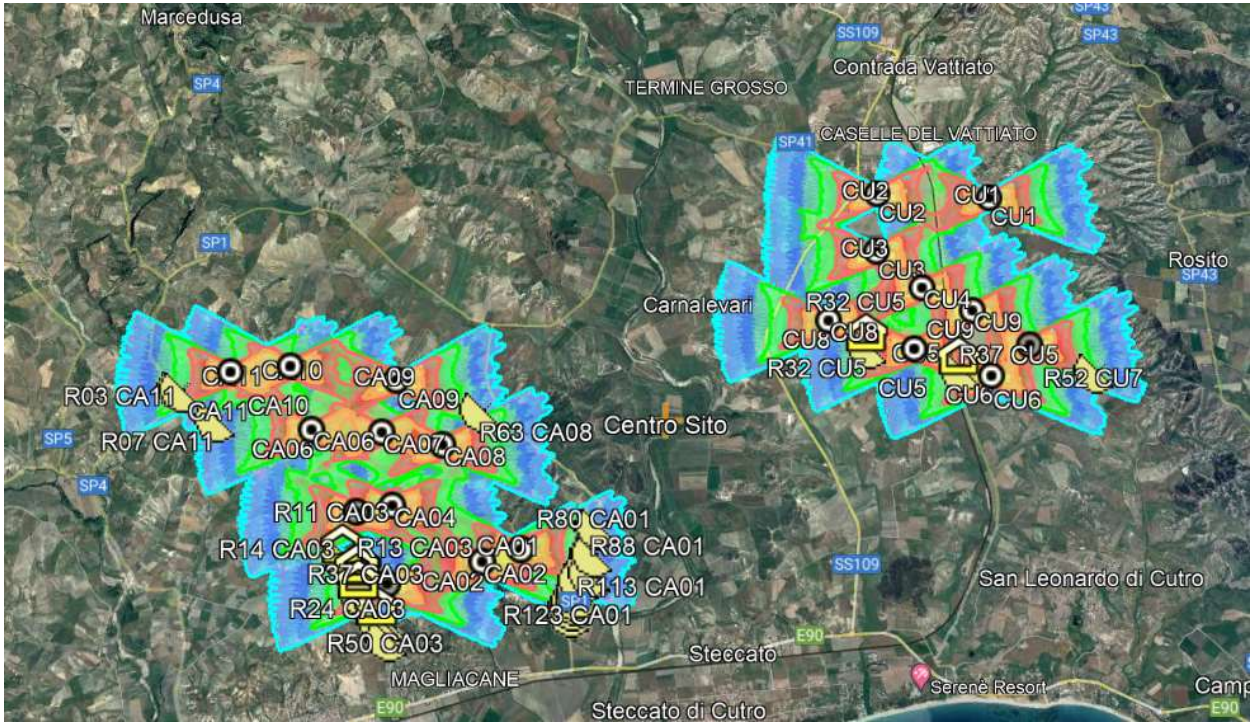 Marcedusa
SP4
SP43
SP43
SS109
Contrada Vattiato
TERMINE GROSSO
SP41
CASELLE DEL VATTIATO
CU2
CU2
CU1
CU1
SP1
CU3
CU3
Rosito
SP43
Carnalevari
R32 CU5
CU4
CU8
CU8
CU9
CU9
R32 CU5
R37 CU5
R52 CU7
CU5
CU6
CU6
CA09
CA09
R03 CA11
CA11
CA10
R07 CA11
CA06
CA06
CA07
CA08
R63 CA08
Centro Sito
SP5
SP4
R11 CA03
CA04
R80 CA01
R14 CA03
R13 CA03
CA01
R88 CA01
R37 CA03
CA02
CA02
R113 CA01
R24 CA03
R123 CA01
SP1
SS109
San Leonardo di Cutro
R50 CA03
E90
Steccato
MAGLIACANE
Serenè Resort
E90
Steccato di Cutro
Camp
E90